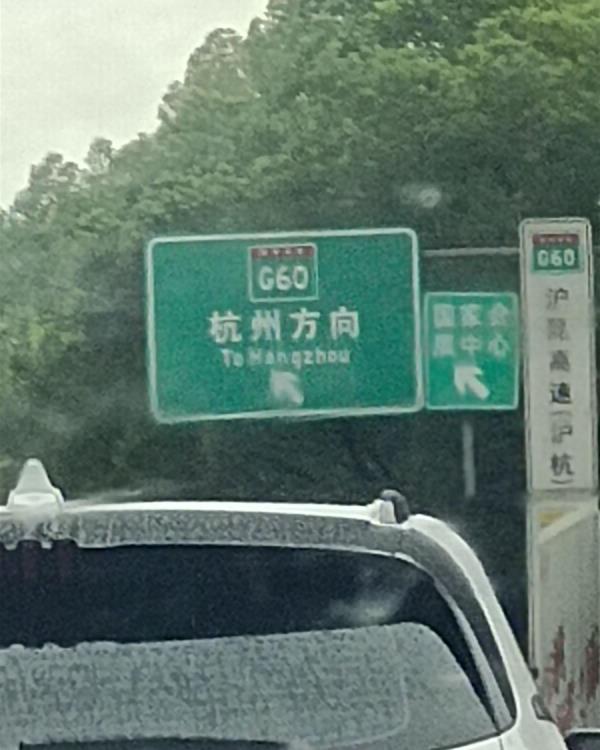 G60
杭州方向
To Hangzhou
国家会
展中心
G60
沪昆高速(沪杭)